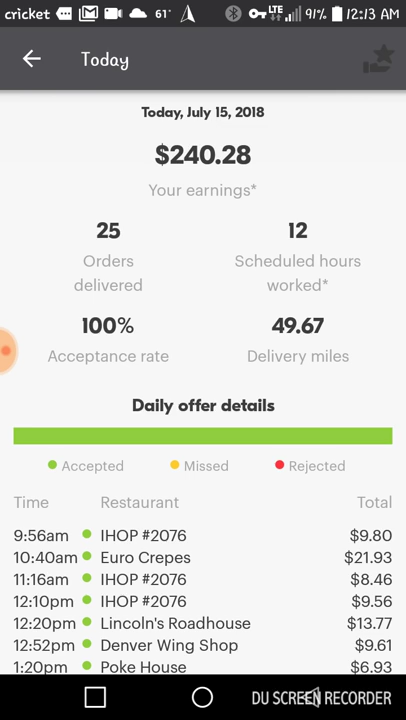 cricket 61° LTE 91% 12:13 AM
Today
Today, July 15, 2018
$240.28
Your earnings*
25 12
Orders delivered Scheduled hours worked*
100% 49.67
Acceptance rate Delivery miles
Daily offer details
Accepted Missed Rejected
Time Restaurant Total
9:56am IHOP #2076 $9.80
10:40am Euro Crepes $21.93
11:16am IHOP #2076 $8.46
12:10pm IHOP #2076 $9.56
12:20pm Lincoln's Roadhouse $13.77
12:52pm Denver Wing Shop $9.61
1:20pm Poke House $6.93
DU SCREEN RECORDER